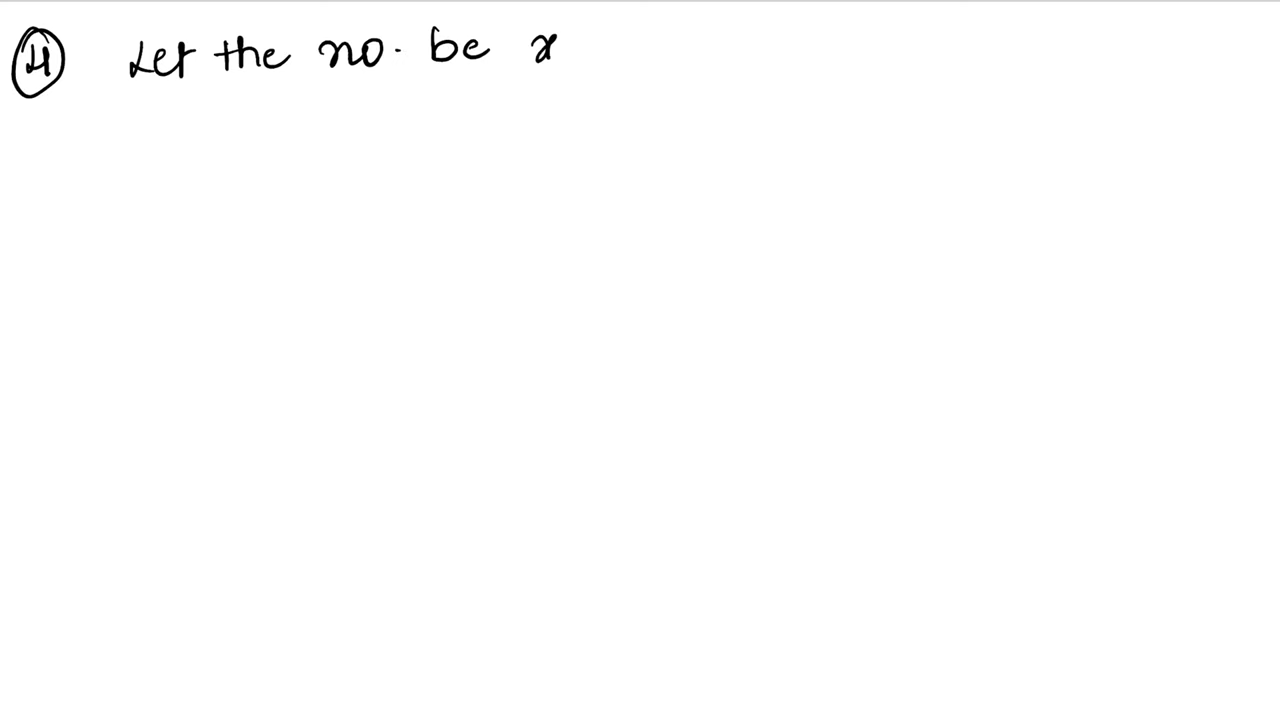 ④ Let the no. be x